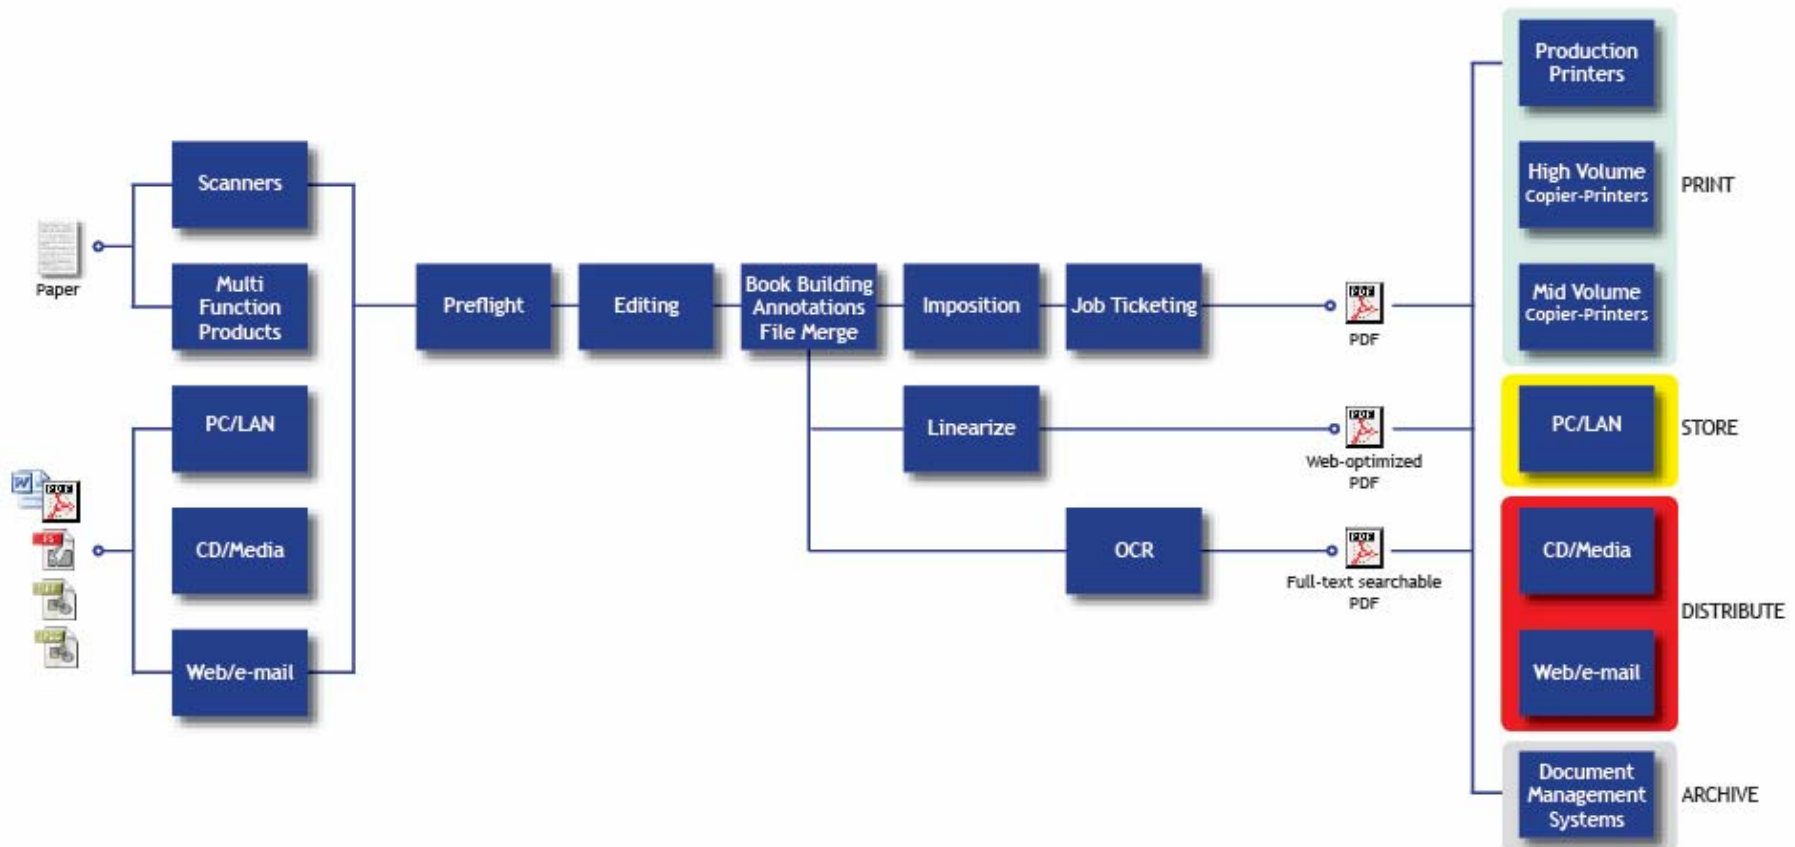 Paper
Scanners
Multi
Function
Products
PC/LAN
CD/Media
Web/e-mail
Preflight
Editing
Book Building
Annotations
File Merge
Imposition
Job Ticketing
Linearize
OCR
PDF
PDF
Web-optimized
PDF
PDF
Full-text searchable
PDF
PDF
Production
Printers
High Volume
Copier-Printers
Mid Volume
Copier-Printers
PRINT
PC/LAN
STORE
CD/Media
Web/e-mail
DISTRIBUTE
Document
Management
Systems
ARCHIVE
W
PDF